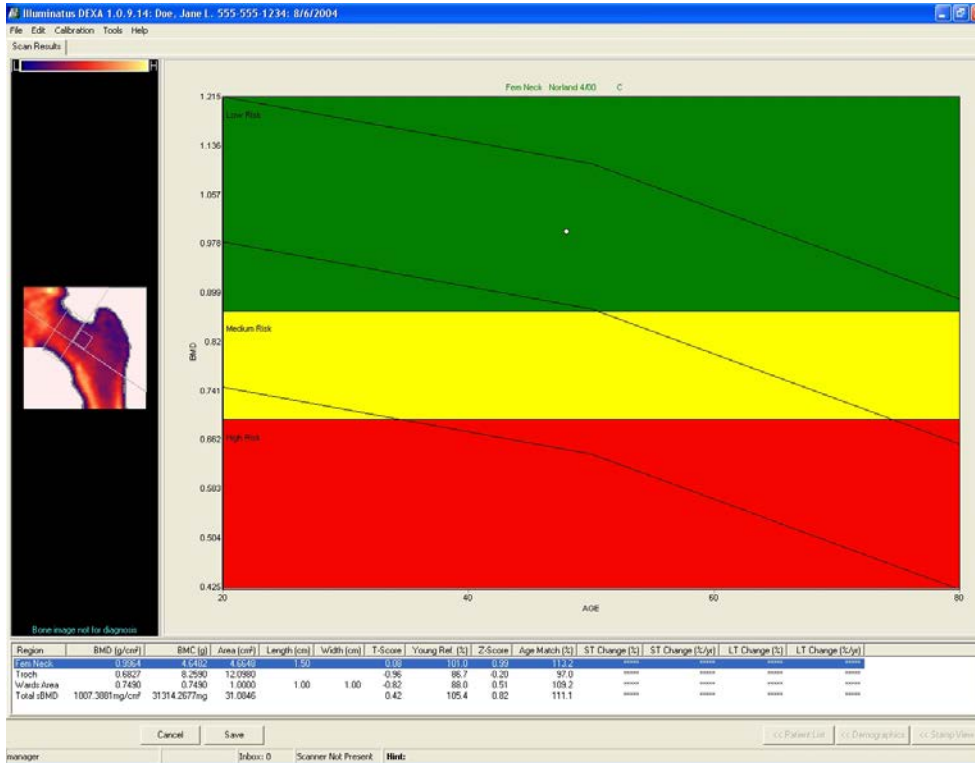 Illuminatus DEXA 1.0.9.14: Doe, Jane L. 555-555-1234: 8/6/2004
File Edit Calibration Tools Help
Scan Results
L H
Fem Neck Norland 4/00 C
1.215
Low Risk
1.136
1.057
0.978
0.899
Medium Risk
0.82
BMD
0.741
High Risk
0.662
0.583
0.504
0.425
20 40 60 80
AGE
Bone image not for diagnosis
Region BMD (g/cm²) BMC (g) Area (cm²) Length (cm) Width (cm) T-Score Young Ref. (%) Z-Score Age Match (%) ST Change (%) ST Change (%/yr) LT Change (%) LT Change (%/yr)
Fem Neck 0.9964 4.6482 4.6648 1.50 0.08 101.0 0.99 113.2 ***** ***** ***** *****
Troch 0.6827 8.2590 12.0980 -0.96 86.7 -0.20 97.0 ***** ***** ***** *****
Wards Area 0.7490 0.7490 1.0000 1.00 1.00 -0.82 88.0 0.51 109.2 ***** ***** ***** *****
Total sBMD 1007.3881mg/cm² 31314.2677mg 31.0846 0.42 105.4 0.82 111.1 ***** ***** ***** *****
Cancel Save << Patient List << Demographics << Stamp View
manager Inbox: 0 Scanner Not Present Hint: